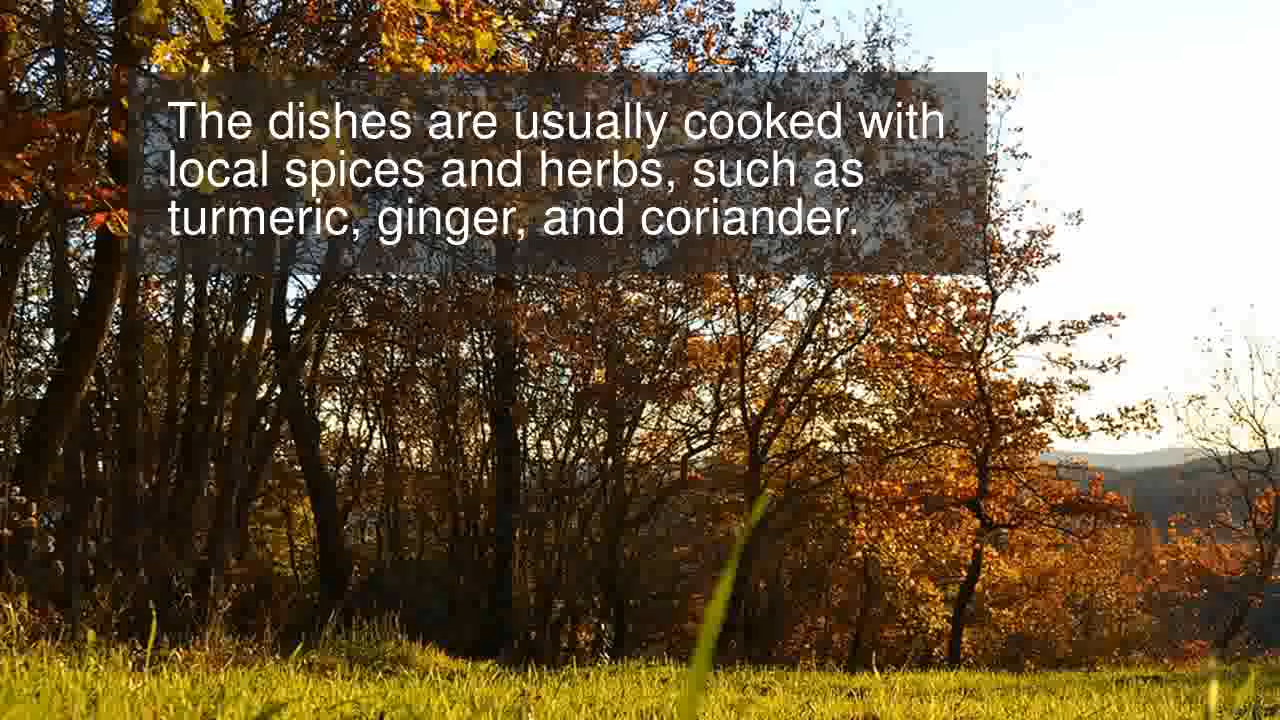 The dishes are usually cooked with
local spices and herbs, such as
turmeric, ginger, and coriander.